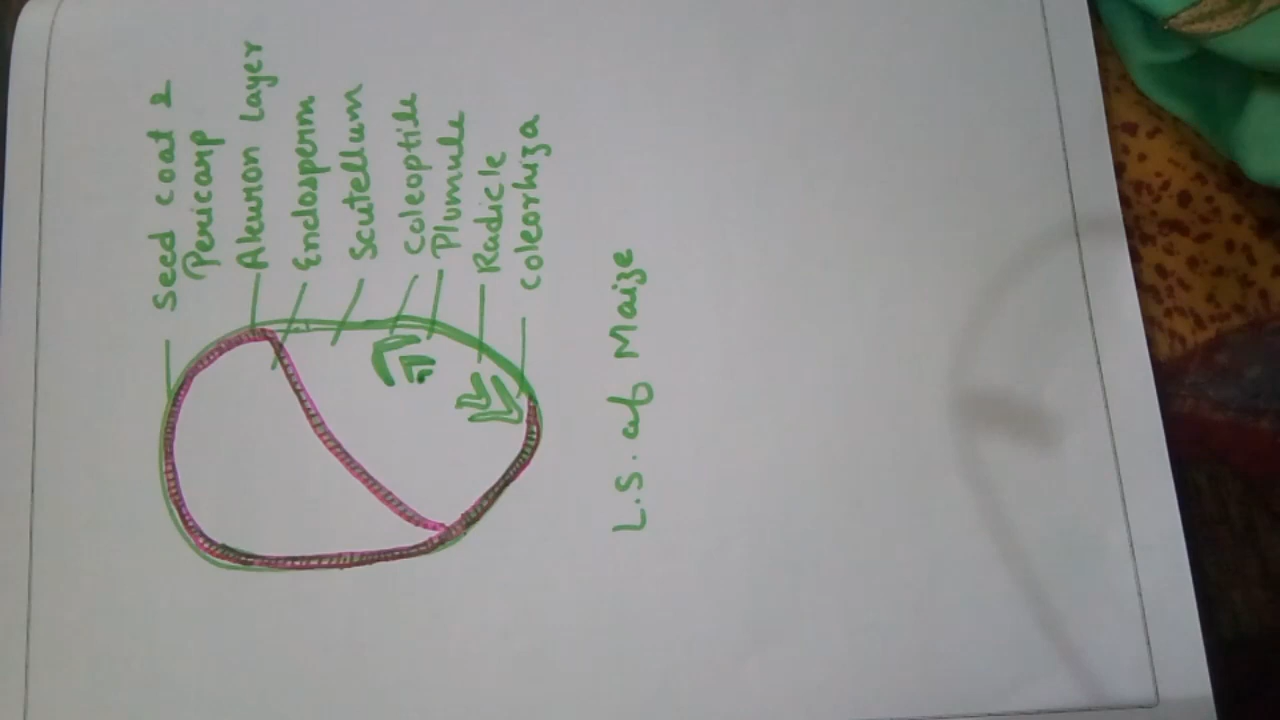 Seed coat &
Pericarp
Aleuron Layer
Endosperm
Scutellum
Coleoptile
Plumule
Radicle
Coleorhiza
L.S. of Maize